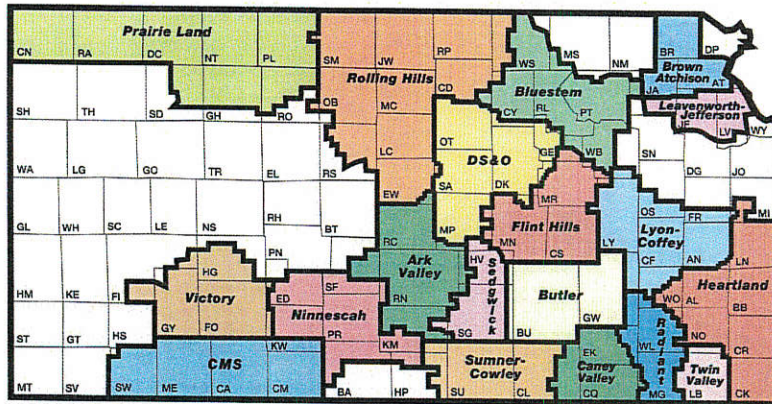 Prairie Land
CN
RA
DC
NT
PL
SM
JW
RP
Rolling Hills
OB
MC
CD
LC
EW
WS
MS
NM
Bluestem
CY
RL
PT
WB
BR
DP
Brown
Atchison
JA
AT
Leavenworth-
Jefferson
JF
LV
WY
SH
TH
SD
GH
RO
OT
GE
DS&O
SA
DK
MP
SN
DG
JO
WA
LG
GO
TR
EL
RS
MR
Flint Hills
MN
CS
LY
OS
FR
MI
Lyon-
Coffey
CF
AN
LN
GL
WH
SC
LE
NS
RH
BT
PN
RC
Ark
Valley
RN
HV
Sedgwick
SG
Heartland
WO
AL
BB
NO
CR
CK
HM
KE
FI
HG
Victory
GY
FO
ED
SF
Ninnescah
PR
KM
Butler
BU
GW
Radiant
WL
MG
ST
GT
HS
KW
CMS
SW
ME
CA
CM
Sumner-
Cowley
SU
CL
EK
Caney
Valley
CQ
Twin
Valley
LB
MT
SV
BA
HP